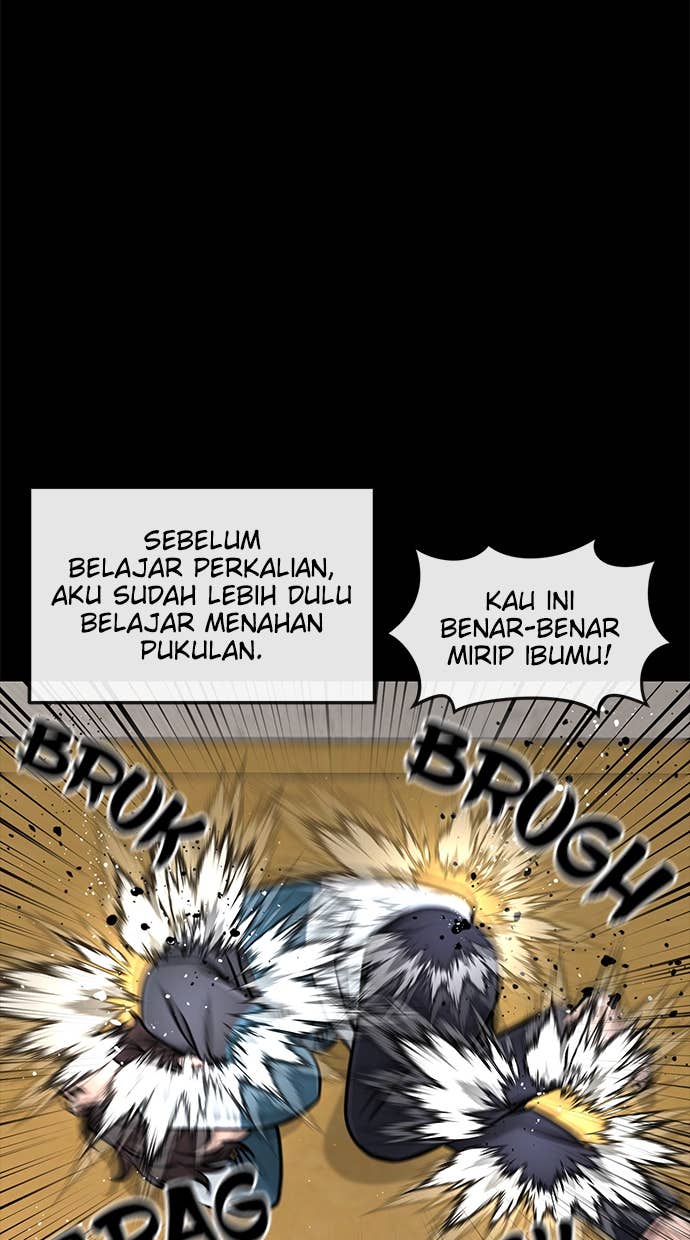 SEBELUM
BELAJAR PERKALIAN,
AKU SUDAH LEBIH DULU
BELAJAR MENAHAN
PUKULAN.
KAU INI
BENAR-BENAR
MIRIP IBUMU!
BRUK
BRUGH